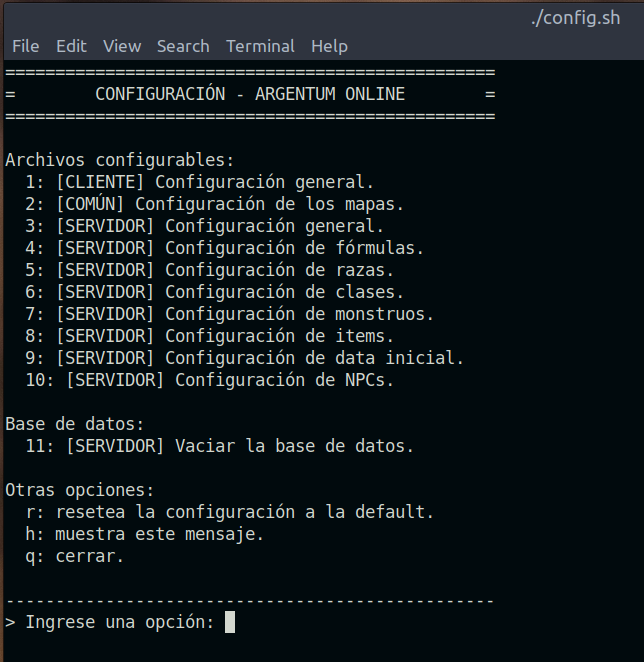 ./config.sh
File Edit View Search Terminal Help
=================================================
=        CONFIGURACIÓN - ARGENTUM ONLINE        =
=================================================
Archivos configurables:
  1: [CLIENTE] Configuración general.
  2: [COMÚN] Configuración de los mapas.
  3: [SERVIDOR] Configuración general.
  4: [SERVIDOR] Configuración de fórmulas.
  5: [SERVIDOR] Configuración de razas.
  6: [SERVIDOR] Configuración de clases.
  7: [SERVIDOR] Configuración de monstruos.
  8: [SERVIDOR] Configuración de items.
  9: [SERVIDOR] Configuración de data inicial.
  10: [SERVIDOR] Configuración de NPCs.
Base de datos:
  11: [SERVIDOR] Vaciar la base de datos.
Otras opciones:
  r: resetea la configuración a la default.
  h: muestra este mensaje.
  q: cerrar.
-------------------------------------------------
> Ingrese una opción: